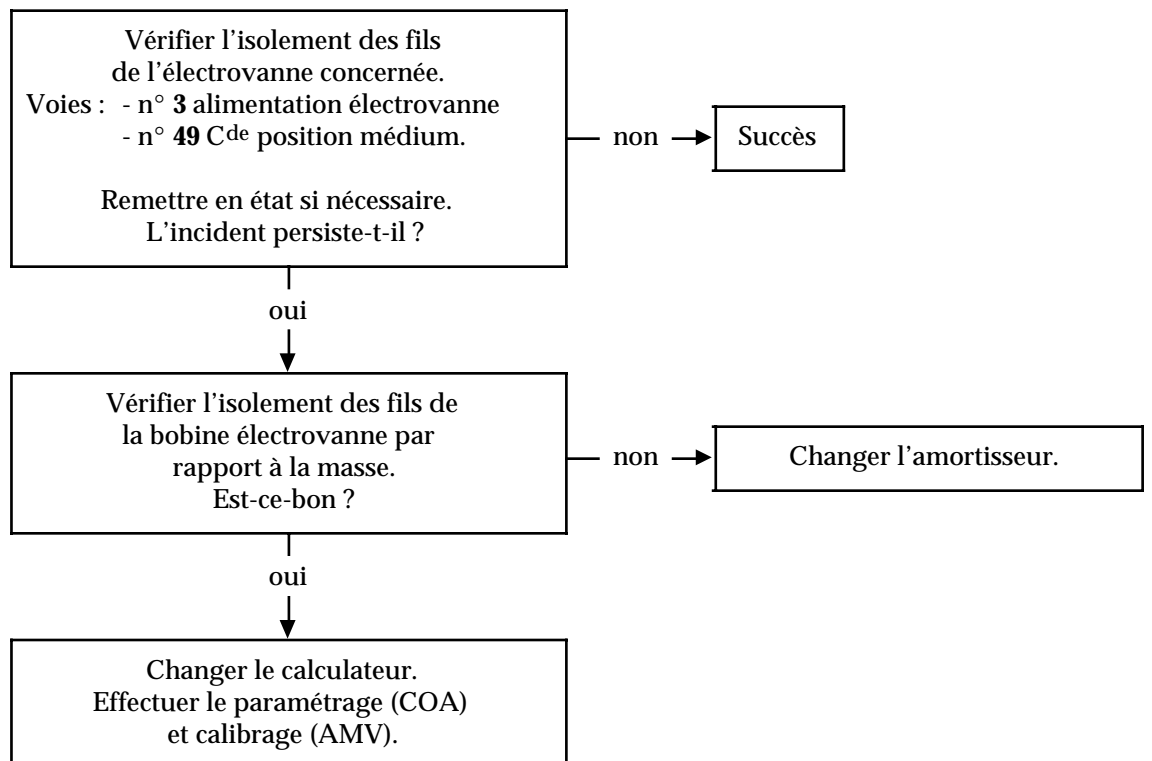 Vérifier l’isolement des fils
de l’électrovanne concernée.
Voies : - n° 3 alimentation électrovanne
- n° 49 Cde position médium.
Remettre en état si nécessaire.
L’incident persiste-t-il ?
non
Succès
oui
Vérifier l’isolement des fils de
la bobine électrovanne par
rapport à la masse.
Est-ce-bon ?
non
Changer l’amortisseur.
oui
Changer le calculateur.
Effectuer le paramétrage (COA)
et calibrage (AMV).